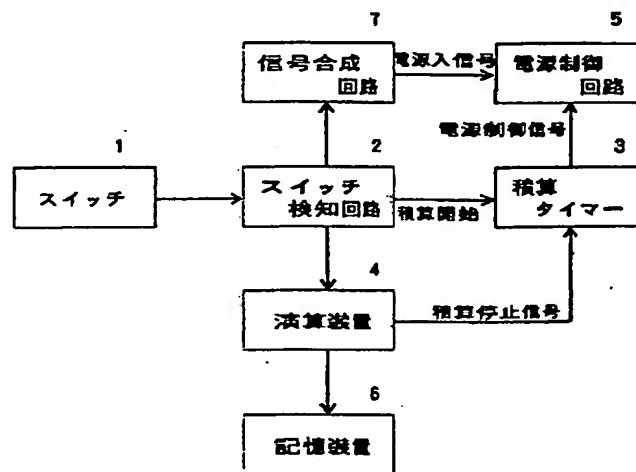 7
5
信号合成
回路
電源入信号
電源制御
回路
電源制御信号
1
2
3
スイッチ
スイッチ
検知回路
積算開始
積算
タイマー
4
演算装置
積算停止信号
6
記憶装置